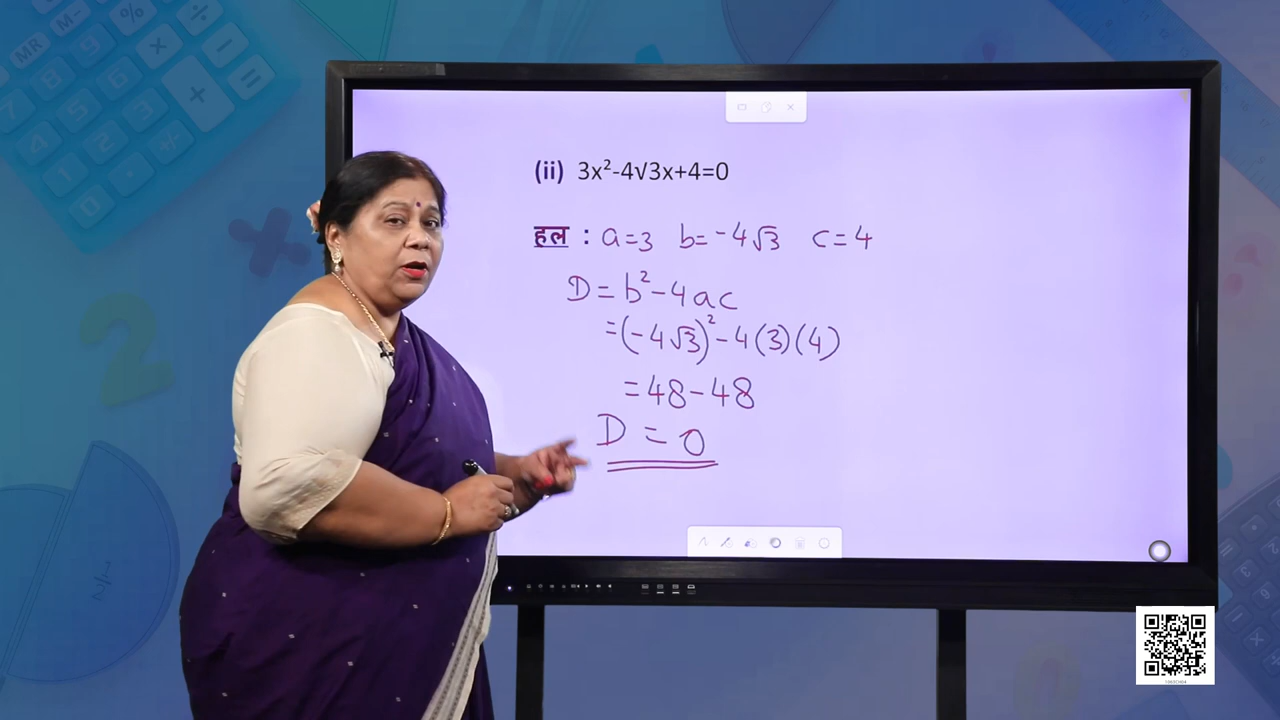 (ii) 3x²-4√3x+4=0
हल : a=3 b=-4√3 c=4
D=b²-4ac
=(-4√3)²-4(3)(4)
=48-48
D=0